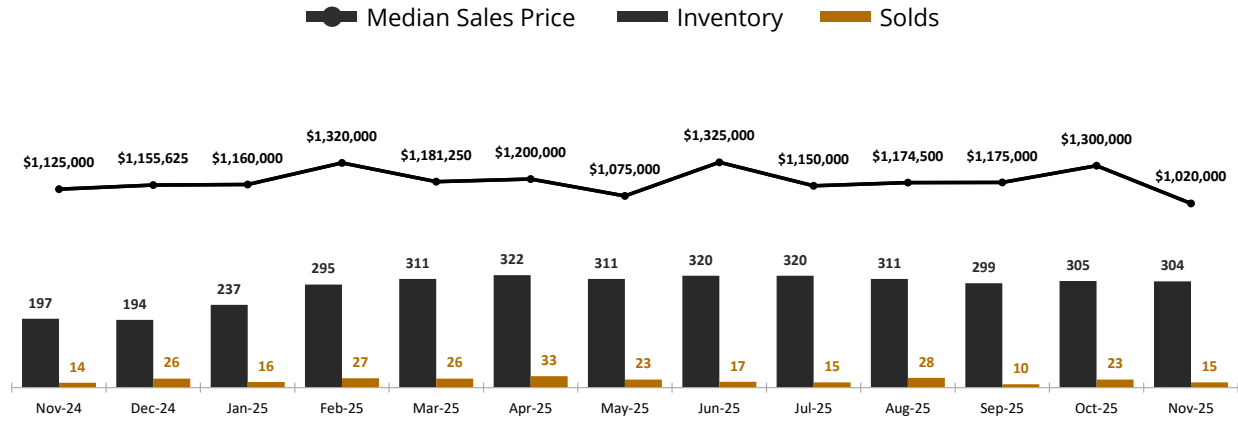 Median Sales Price Inventory Solds
$1,125,000 $1,155,625 $1,160,000 $1,320,000 $1,181,250 $1,200,000 $1,075,000 $1,325,000 $1,150,000 $1,174,500 $1,175,000 $1,300,000 $1,020,000
197 194 237 295 311 322 311 320 320 311 299 305 304
14 26 16 27 26 33 23 17 15 28 10 23 15
Nov-24 Dec-24 Jan-25 Feb-25 Mar-25 Apr-25 May-25 Jun-25 Jul-25 Aug-25 Sep-25 Oct-25 Nov-25